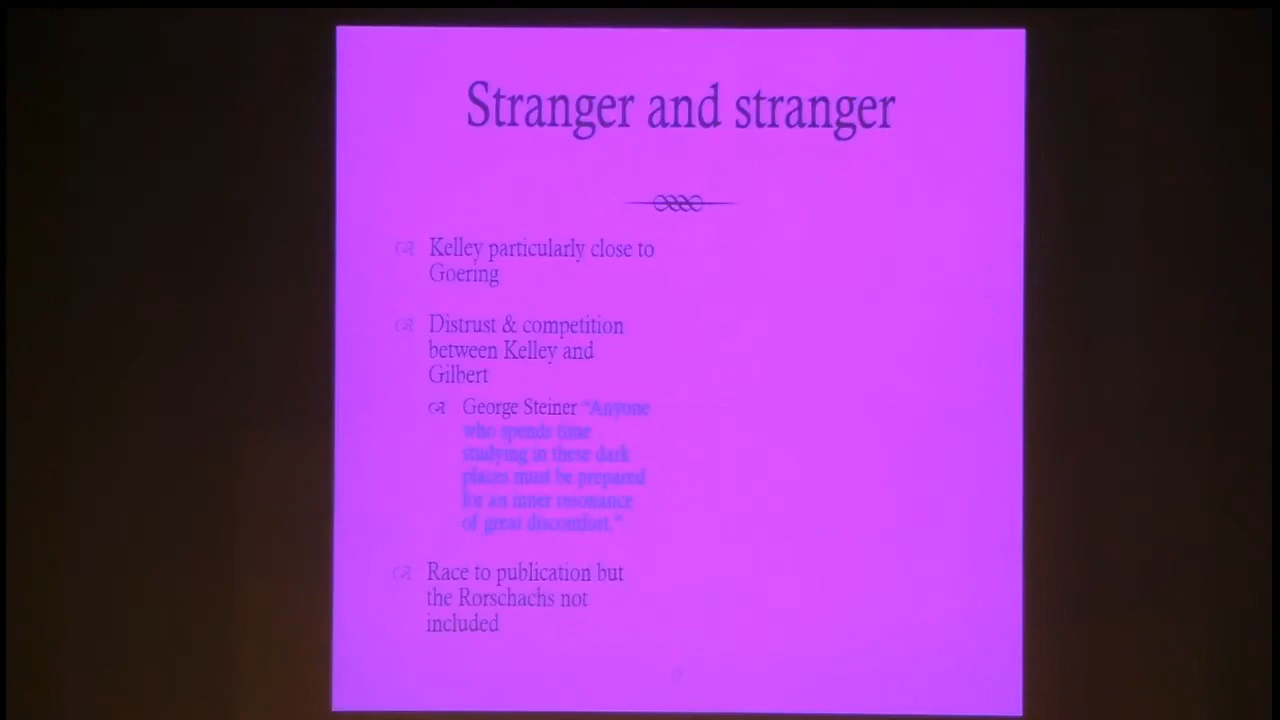 Stranger and stranger
Kelley particularly close to
Goering
Distrust & competition
between Kelley and
Gilbert
George Steiner "Anyone
who spends time
studying in these dark
places must be prepared
for an inner resonance
of great discomfort."
Race to publication but
the Rorschachs not
included